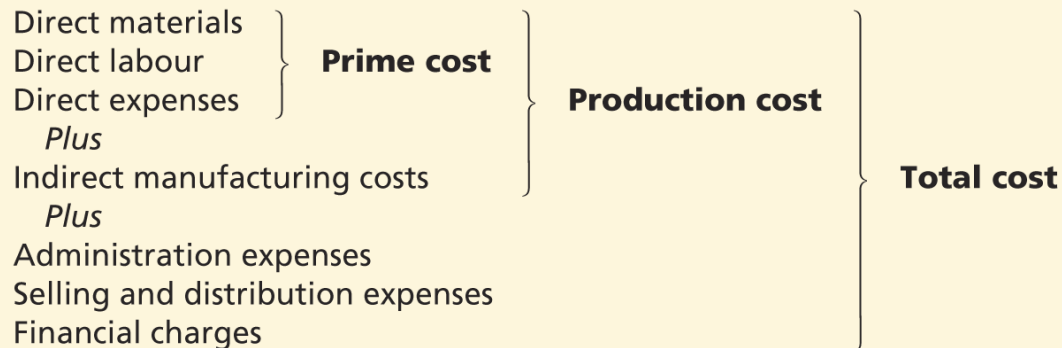 Direct materials
Direct labour Prime cost
Direct expenses Production cost
Plus
Indirect manufacturing costs Total cost
Plus
Administration expenses
Selling and distribution expenses
Financial charges